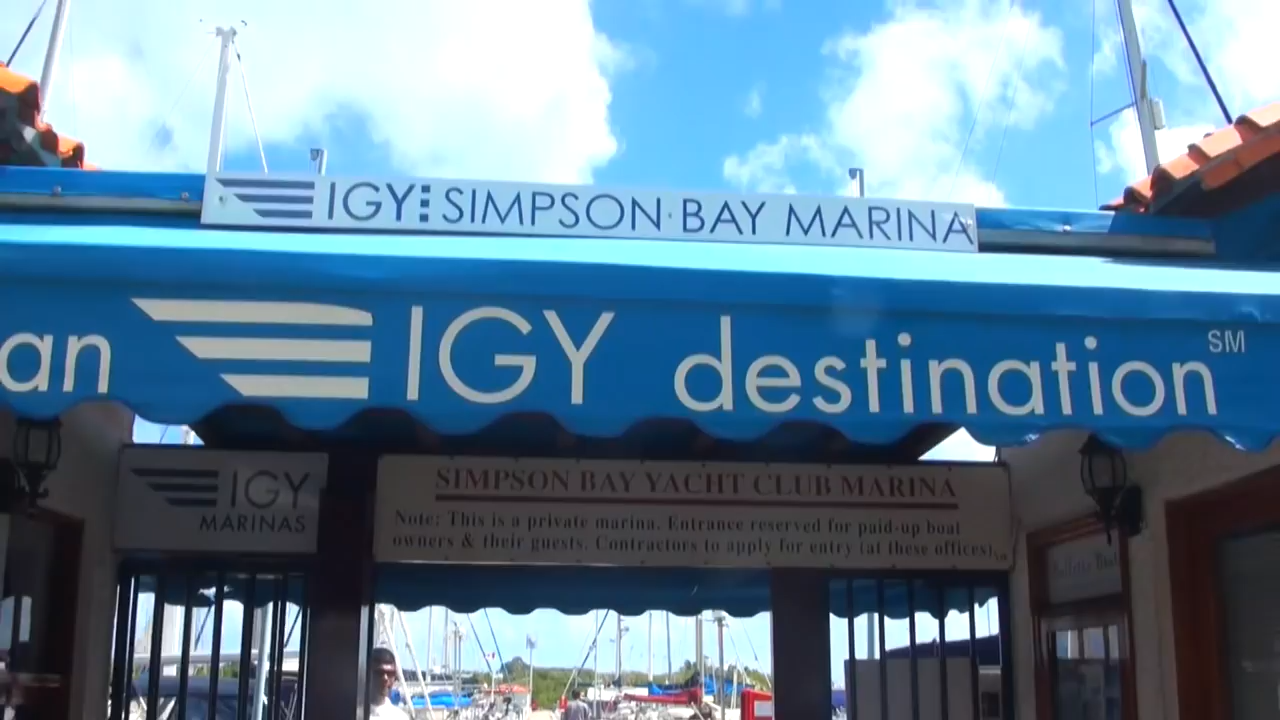 IGY SIMPSON · BAY MARINA
an IGY destination SM
IGY
MARINAS
SIMPSON BAY YACHT CLUB MARINA
Note: This is a private marina. Entrance reserved for paid-up boat
owners & their guests. Contractors to apply for entry (at these offices)